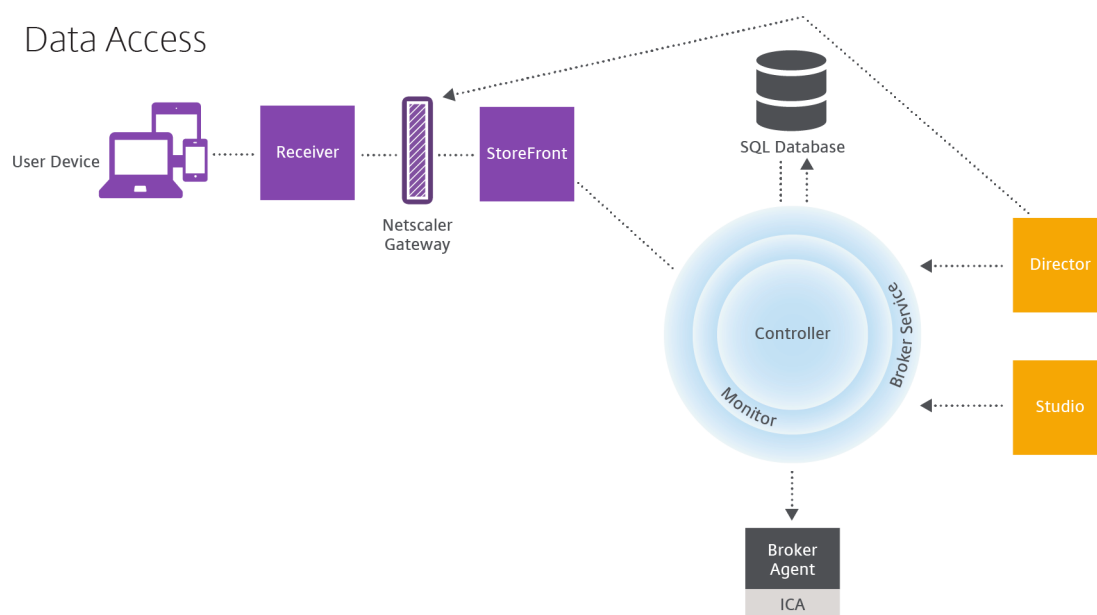 Data Access
User Device
Receiver
Netscaler
Gateway
StoreFront
SQL Database
Controller
Monitor
Broker Service
Director
Studio
Broker
Agent
ICA